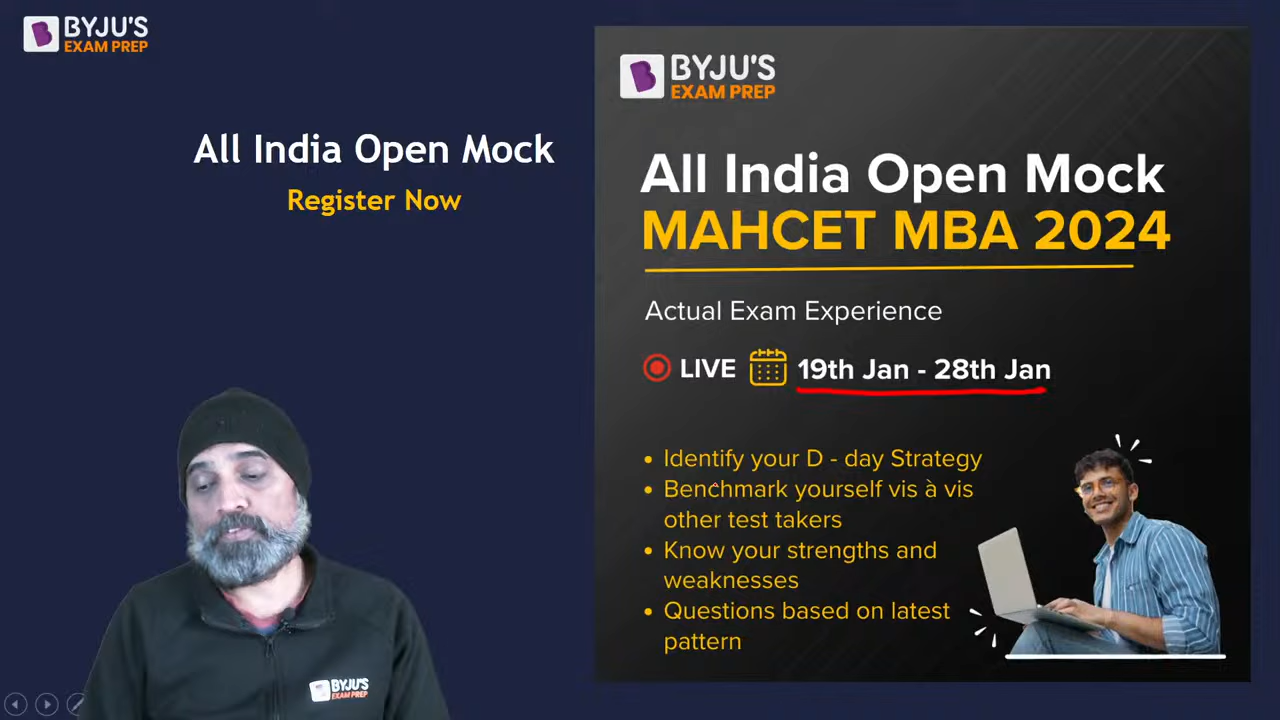 BYJU'S
EXAM PREP
All India Open Mock
Register Now
BYJU'S
EXAM PREP
All India Open Mock
MAHCET MBA 2024
Actual Exam Experience
LIVE 19th Jan - 28th Jan
• Identify your D - day Strategy
• Benchmark yourself vis à vis
other test takers
• Know your strengths and
weaknesses
• Questions based on latest
pattern
BYJU'S
EXAM PREP